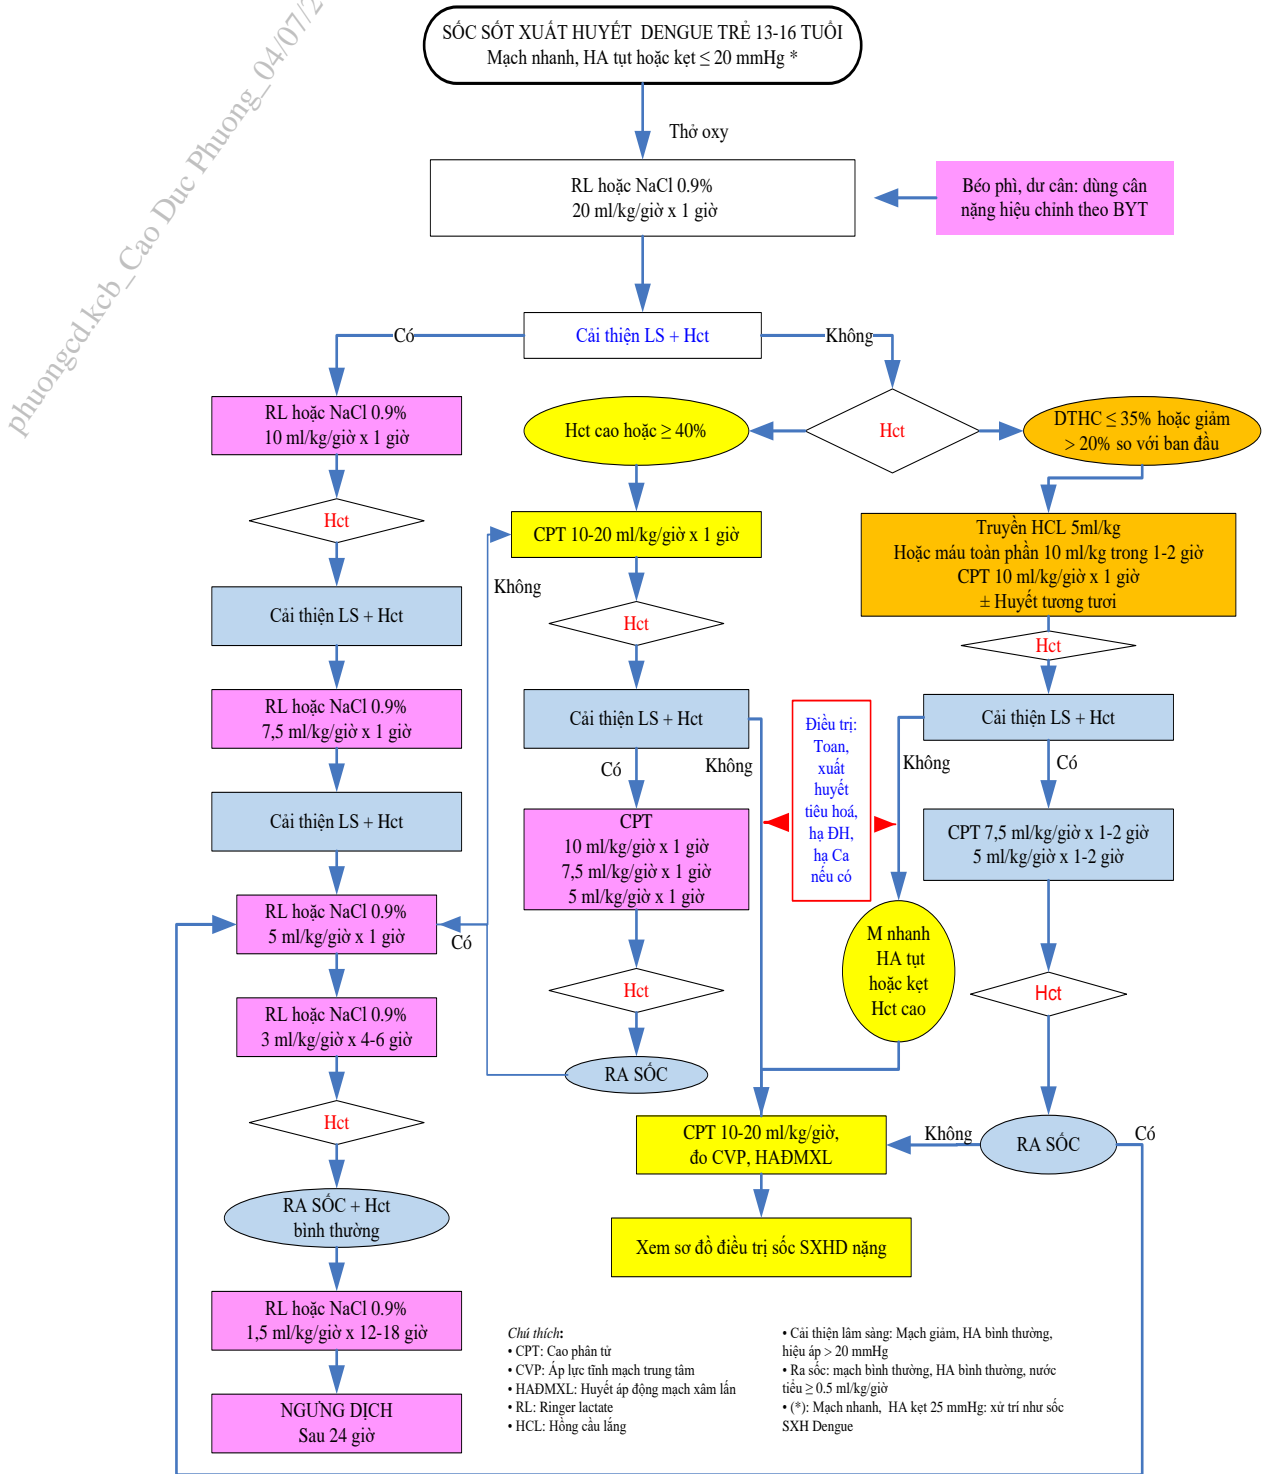 phuongcd.kcb_Cao Duc Phuong_04/07/2
SỐC SỐT XUẤT HUYẾT DENGUE TRẺ 13-16 TUỔI
Mạch nhanh, HA tụt hoặc kẹt ≤ 20 mmHg *
Thở oxy
RL hoặc NaCl 0.9%
20 ml/kg/giờ x 1 giờ
Béo phì, dư cân: dùng cân
nặng hiệu chỉnh theo BYT
Cải thiện LS + Hct
Có
Không
RL hoặc NaCl 0.9%
10 ml/kg/giờ x 1 giờ
Hct cao hoặc ≥ 40%
Hct
DTHC ≤ 35% hoặc giảm
> 20% so với ban đầu
Hct
CPT 10-20 ml/kg/giờ x 1 giờ
Truyền HCL 5ml/kg
Hoặc máu toàn phần 10 ml/kg trong 1-2 giờ
CPT 10 ml/kg/giờ x 1 giờ
± Huyết tương tươi
Không
Cải thiện LS + Hct
Hct
Hct
RL hoặc NaCl 0.9%
7,5 ml/kg/giờ x 1 giờ
Cải thiện LS + Hct
Điều trị:
Toan,
xuất
huyết
tiêu hoá,
hạ ĐH,
hạ Ca
nếu có
Cải thiện LS + Hct
Có
Không
Không
Có
Cải thiện LS + Hct
CPT
10 ml/kg/giờ x 1 giờ
7,5 ml/kg/giờ x 1 giờ
5 ml/kg/giờ x 1 giờ
CPT 7,5 ml/kg/giờ x 1-2 giờ
5 ml/kg/giờ x 1-2 giờ
RL hoặc NaCl 0.9%
5 ml/kg/giờ x 1 giờ
Có
M nhanh
HA tụt
hoặc kẹt
Hct cao
Hct
Hct
RL hoặc NaCl 0.9%
3 ml/kg/giờ x 4-6 giờ
RA SỐC
Hct
CPT 10-20 ml/kg/giờ,
đo CVP, HAĐMXL
Không
RA SỐC
Có
RA SỐC + Hct
bình thường
Xem sơ đồ điều trị sốc SXHD nặng
RL hoặc NaCl 0.9%
1,5 ml/kg/giờ x 12-18 giờ
NGƯNG DỊCH
Sau 24 giờ
Chú thích:
• CPT: Cao phân tử
• CVP: Áp lực tĩnh mạch trung tâm
• HAĐMXL: Huyết áp động mạch xâm lấn
• RL: Ringer lactate
• HCL: Hồng cầu lắng
• Cải thiện lâm sàng: Mạch giảm, HA bình thường,
hiệu áp > 20 mmHg
• Ra sốc: mạch bình thường, HA bình thường, nước
tiểu ≥ 0.5 ml/kg/giờ
• (*): Mạch nhanh, HA kẹt 25 mmHg: xử trí như sốc
SXH Dengue